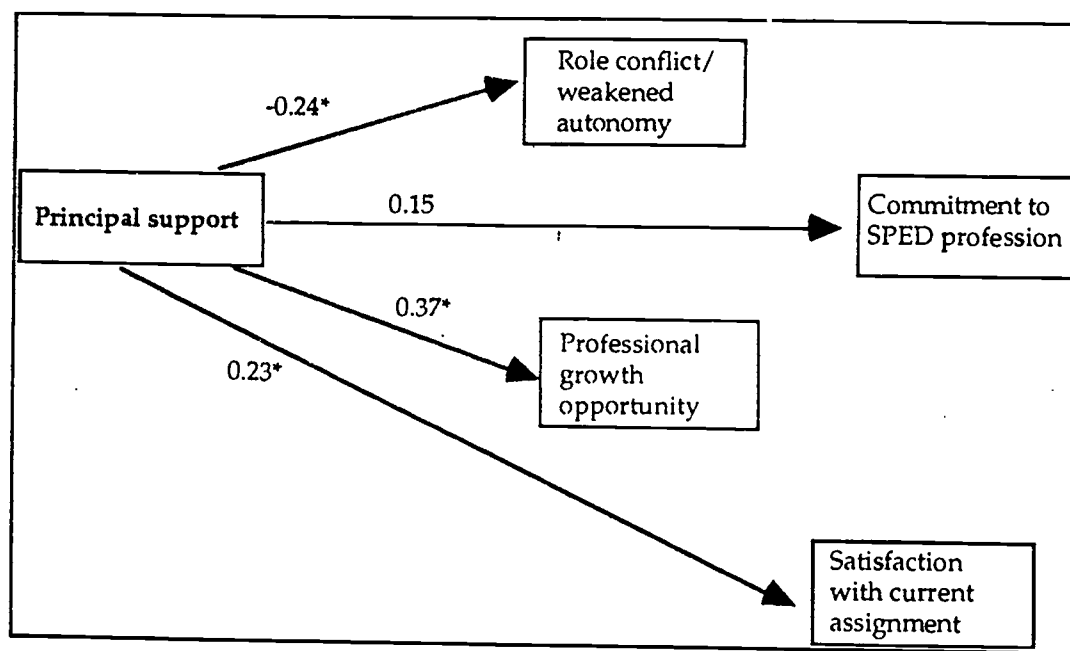 Role conflict/
weakened
autonomy
-0.24*
Principal support
0.15
Commitment to
SPED profession
0.37*
Professional
growth
opportunity
0.23*
Satisfaction
with current
assignment